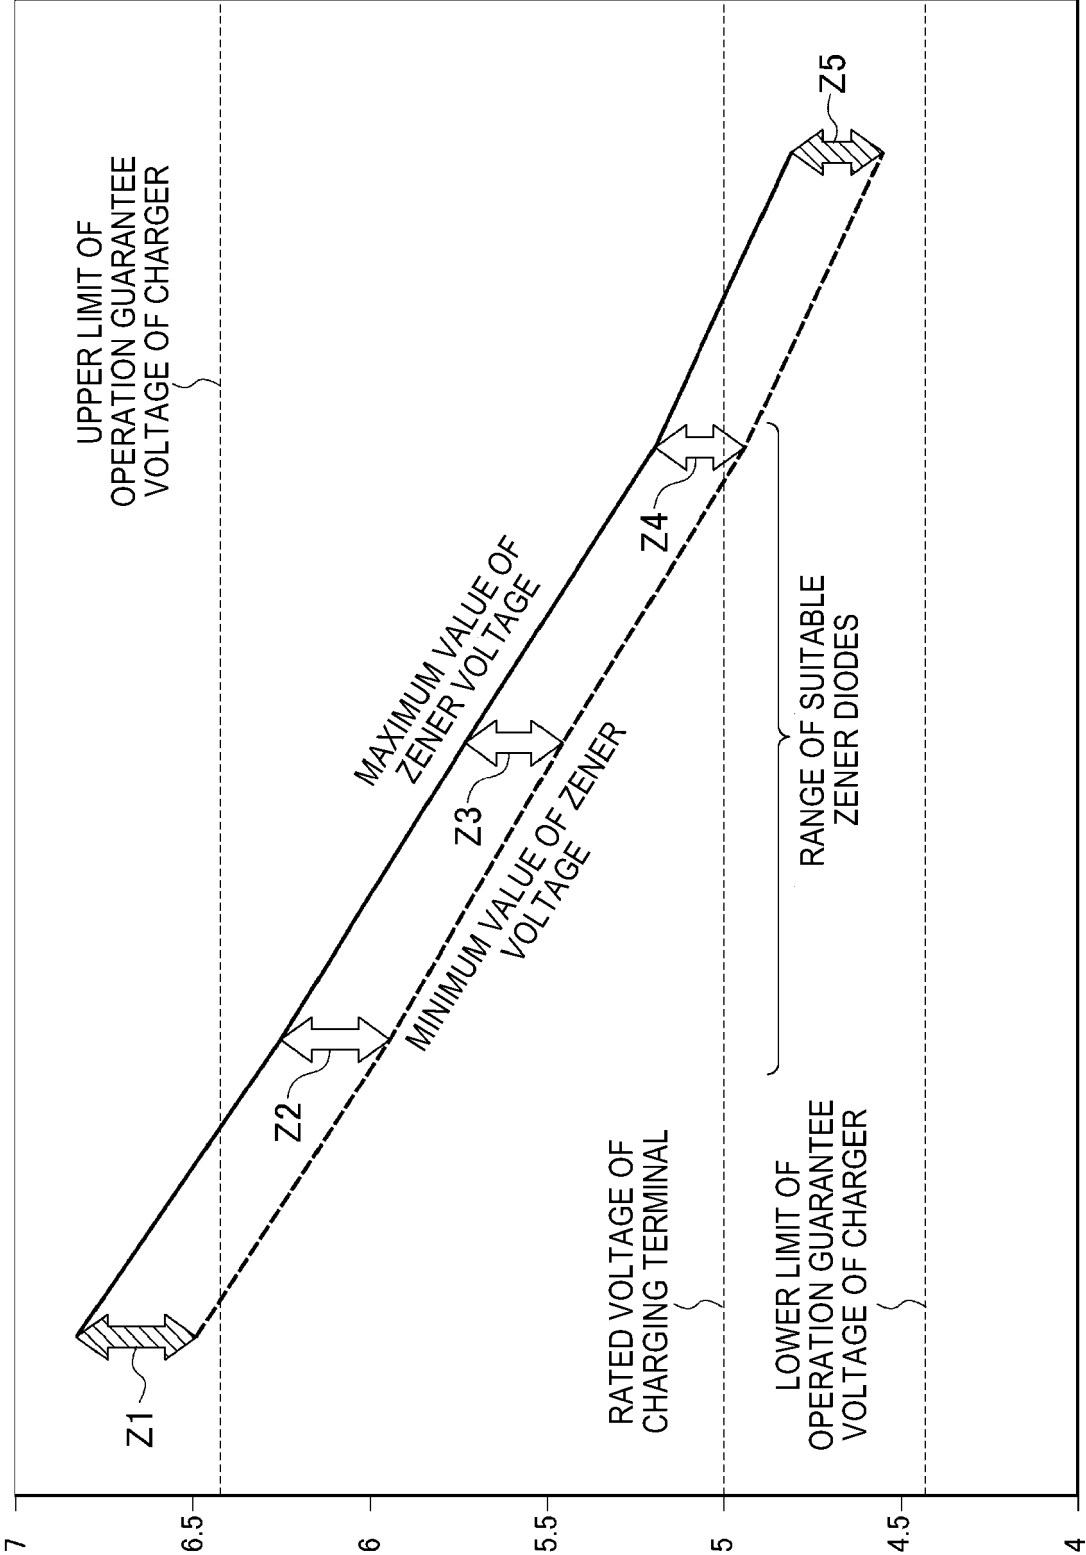 7
6.5
6
5.5
5
4.5
4
UPPER LIMIT OF
OPERATION GUARANTEE
VOLTAGE OF CHARGER
Z1
Z2
MAXIMUM VALUE OF
ZENER VOLTAGE
Z3
MINIMUM VALUE OF ZENER
VOLTAGE
Z4
Z5
RATED VOLTAGE OF
CHARGING TERMINAL
LOWER LIMIT OF
OPERATION GUARANTEE
VOLTAGE OF CHARGER
RANGE OF SUITABLE
ZENER DIODES